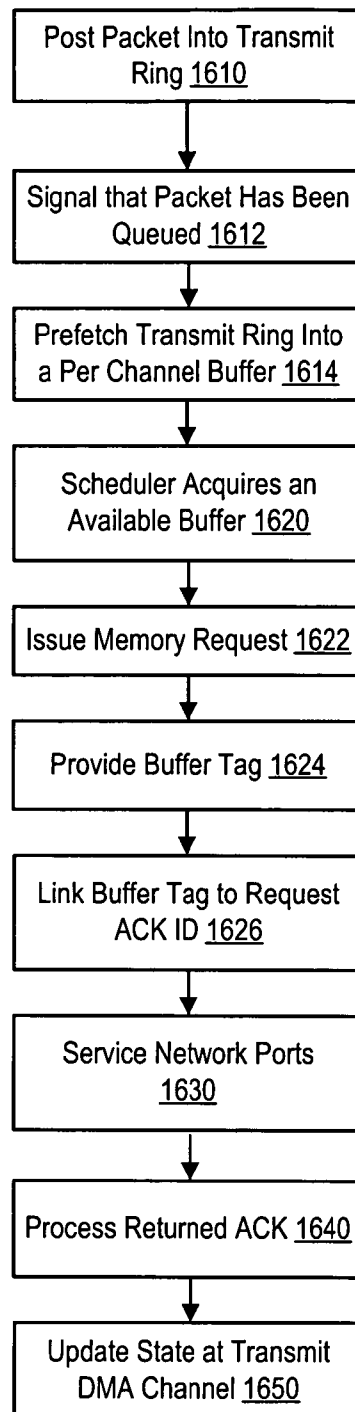 Post Packet Into Transmit
Ring 1610
Signal that Packet Has Been
Queued 1612
Prefetch Transmit Ring Into
a Per Channel Buffer 1614
Scheduler Acquires an
Available Buffer 1620
Issue Memory Request 1622
Provide Buffer Tag 1624
Link Buffer Tag to Request
ACK ID 1626
Service Network Ports
1630
Process Returned ACK 1640
Update State at Transmit
DMA Channel 1650